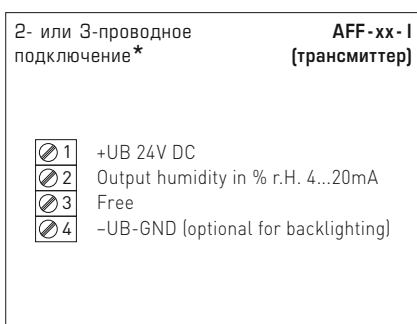 2- или 3-проводное AFF-xx-I
подключение* (трансмиттер)
1 +UB 24V DC
2 Output humidity in % r.H. 4...20mA
3 Free
4 –UB-GND (optional for backlighting)